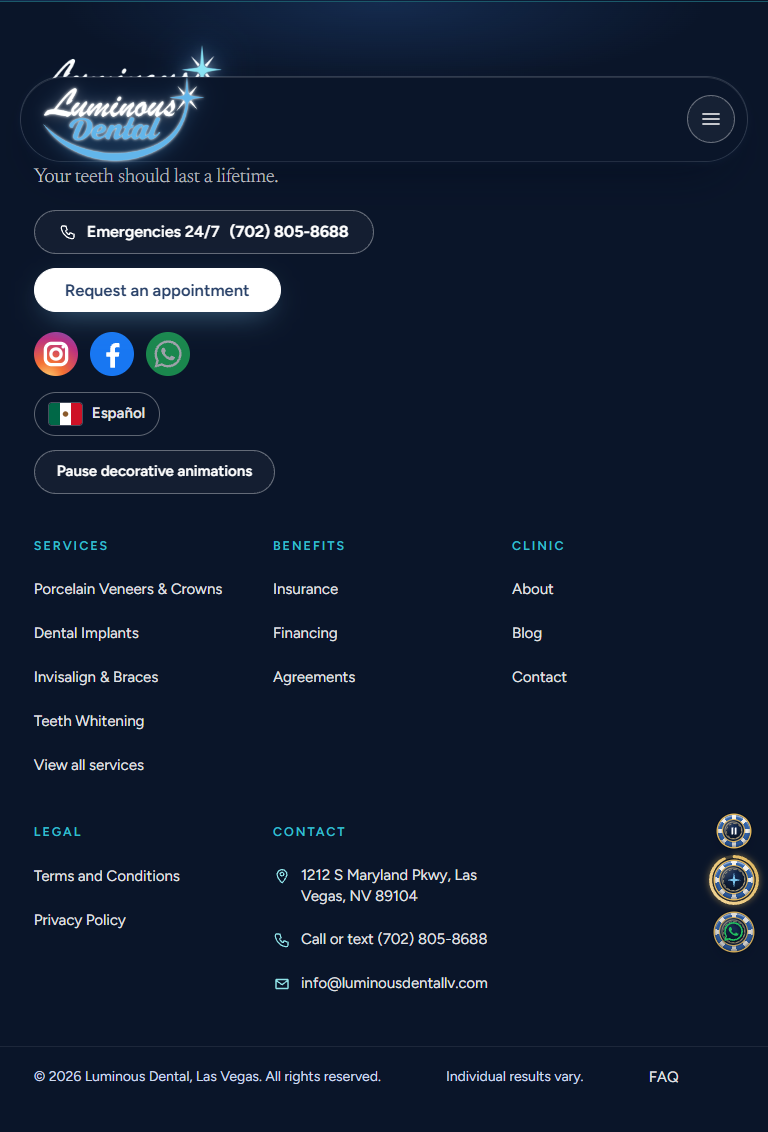 Luminous
Luminous
Dental
Your teeth should last a lifetime.
Emergencies 24/7 (702) 805-8688
Request an appointment
Español
Pause decorative animations
SERVICES
Porcelain Veneers & Crowns
Dental Implants
Invisalign & Braces
Teeth Whitening
View all services
BENEFITS
Insurance
Financing
Agreements
CLINIC
About
Blog
Contact
LEGAL
Terms and Conditions
Privacy Policy
CONTACT
1212 S Maryland Pkwy, Las
Vegas, NV 89104
Call or text (702) 805-8688
info@luminousdentallv.com
© 2026 Luminous Dental, Las Vegas. All rights reserved.
Individual results vary.
FAQ